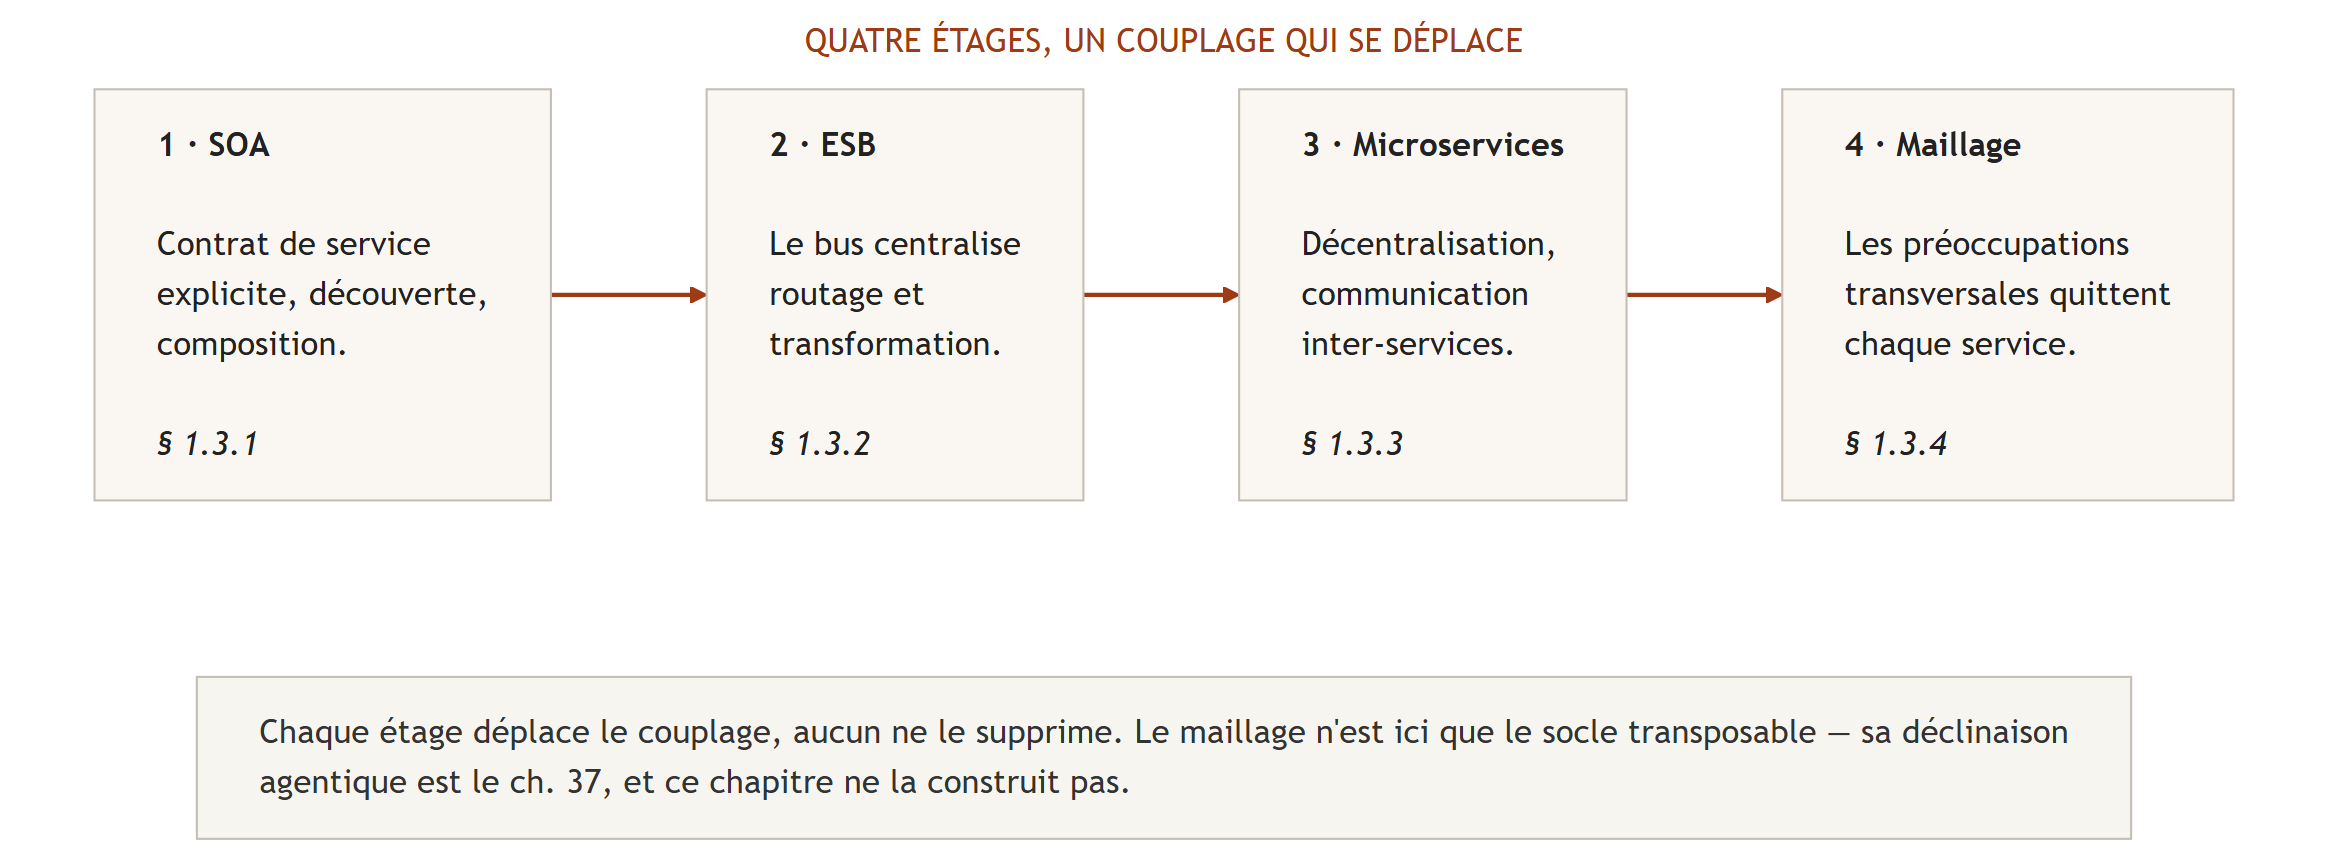 QUATRE ÉTAGES, UN COUPLAGE QUI SE DÉPLACE
1 · SOA
Contrat de service
explicite, découverte,
composition.
§ 1.3.1
2 · ESB
Le bus centralise
routage et
transformation.
§ 1.3.2
3 · Microservices
Décentralisation,
communication
inter-services.
§ 1.3.3
4 · Maillage
Les préoccupations
transversales quittent
chaque service.
§ 1.3.4
Chaque étage déplace le couplage, aucun ne le supprime. Le maillage n'est ici que le socle transposable — sa déclinaison
agentique est le ch. 37, et ce chapitre ne la construit pas.